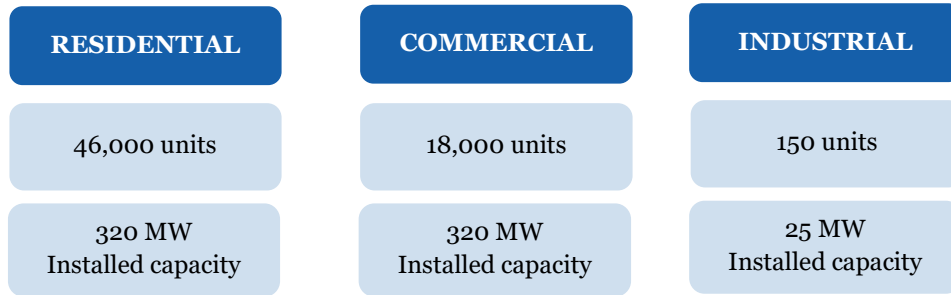 RESIDENTIAL
46,000 units
320 MW
Installed capacity
COMMERCIAL
18,000 units
320 MW
Installed capacity
INDUSTRIAL
150 units
25 MW
Installed capacity